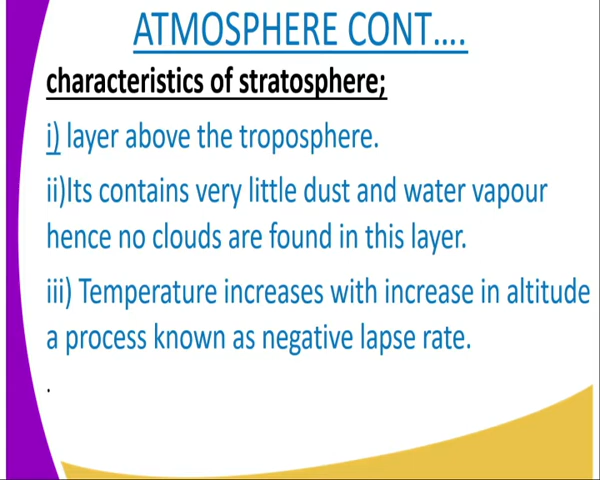 ATMOSPHERE CONT….
characteristics of stratosphere;
i) layer above the troposphere.
ii)Its contains very little dust and water vapour
hence no clouds are found in this layer.
iii) Temperature increases with increase in altitude
a process known as negative lapse rate.
.